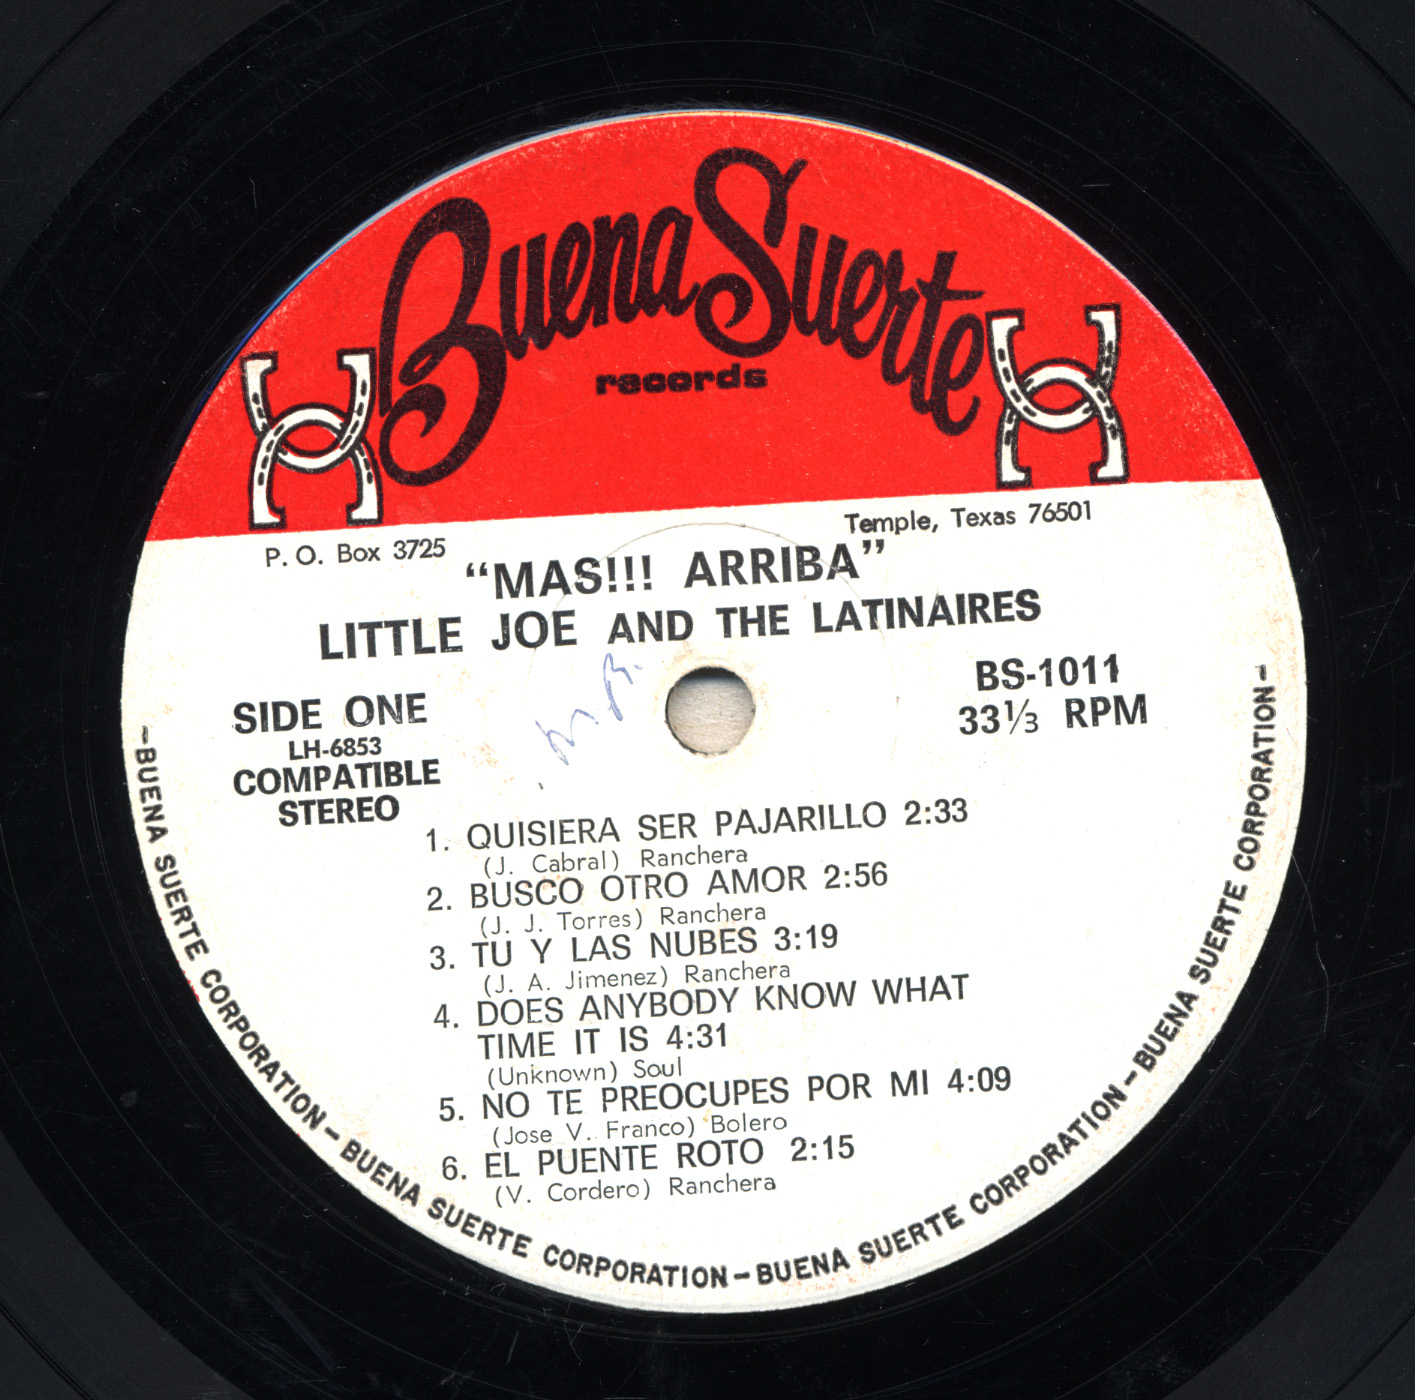 Buena Suerte
records
P. O. Box 3725
Temple, Texas 76501
“MAS!!! ARRIBA”
LITTLE JOE AND THE LATINAIRES
SIDE ONE
LH-6853
COMPATIBLE
STEREO
BS-1011
33⅓ RPM
1. QUISIERA SER PAJARILLO 2:33
(J. Cabral) Ranchera
2. BUSCO OTRO AMOR 2:56
(J. J. Torres) Ranchera
3. TU Y LAS NUBES 3:19
(J. A. Jimenez) Ranchera
4. DOES ANYBODY KNOW WHAT
TIME IT IS 4:31
(Unknown) Soul
5. NO TE PREOCUPES POR MI 4:09
(Jose V. Franco) Bolero
6. EL PUENTE ROTO 2:15
(V. Cordero) Ranchera
-BUENA SUERTE CORPORATION-BUENA SUERTE CORPORATION-BUENA SUERTE CORPORATION-BUENA SUERTE CORPORATION-